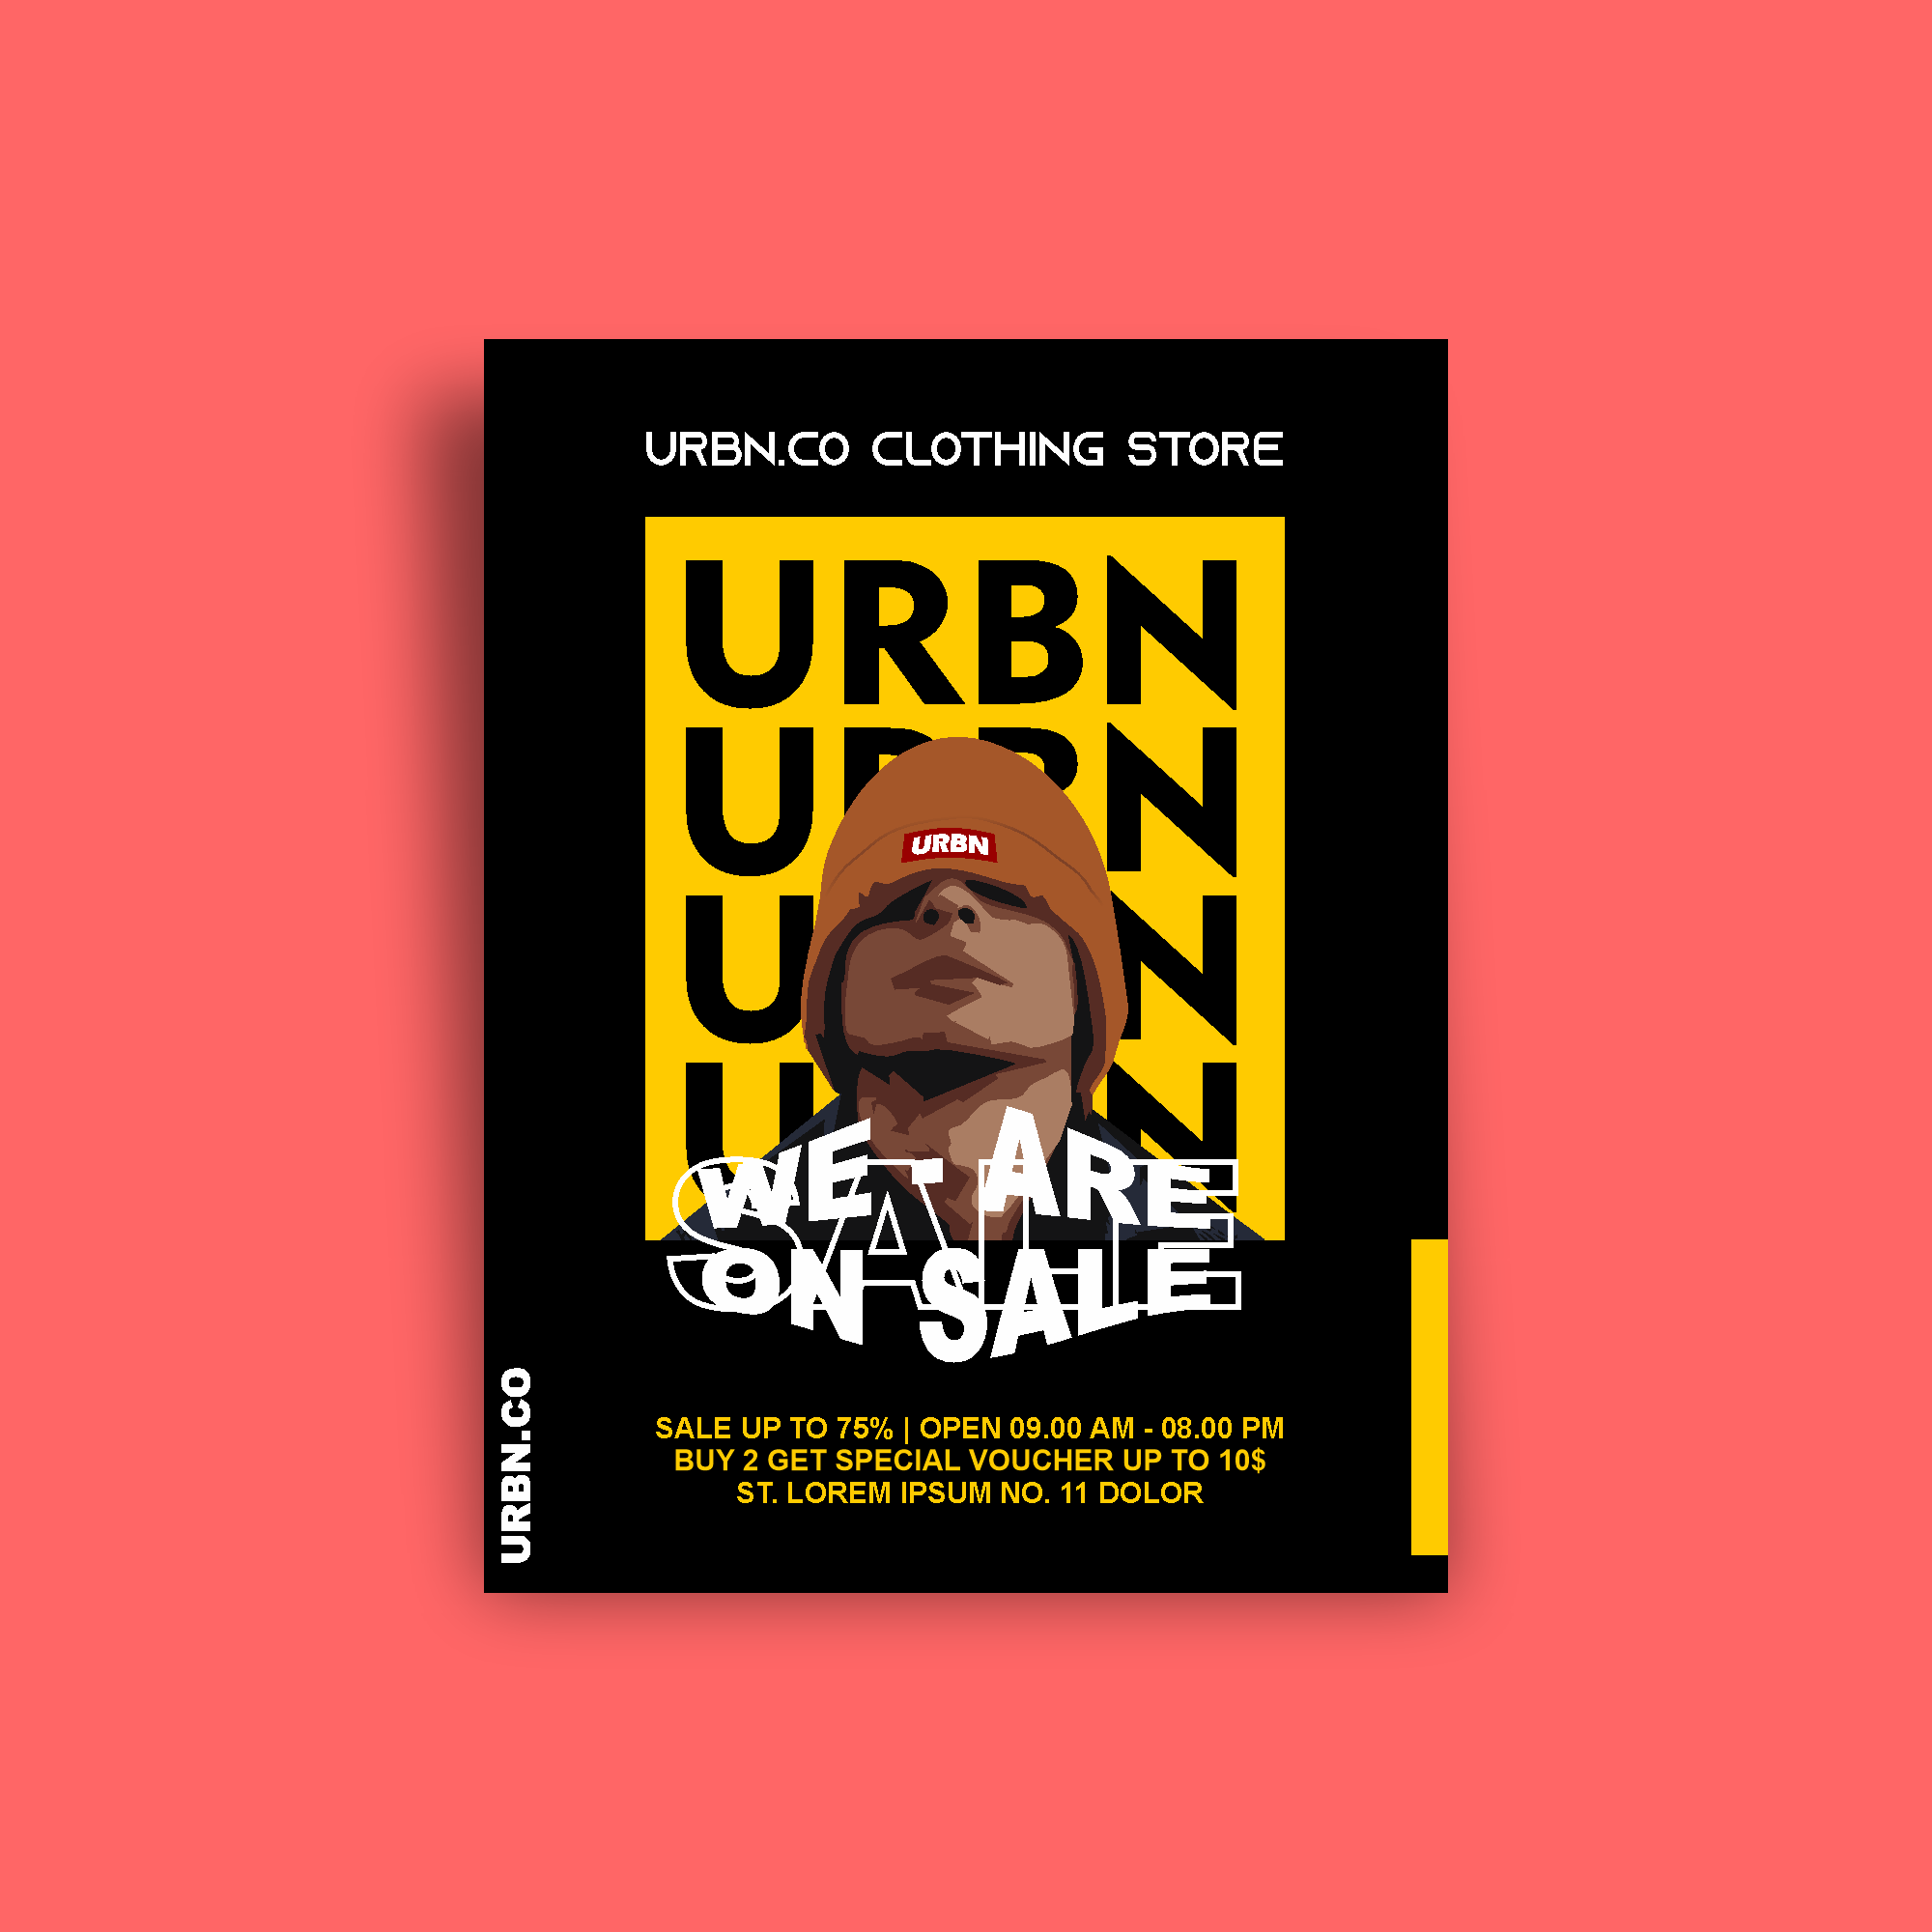 URBN.CO CLOTHING STORE
URBN
URBN
URBN
URBN
URBN
WE ARE
SALE
ON SALE
URBN.CO
SALE UP TO 75% | OPEN 09.00 AM - 08.00 PM
BUY 2 GET SPECIAL VOUCHER UP TO 10$
ST. LOREM IPSUM NO. 11 DOLOR